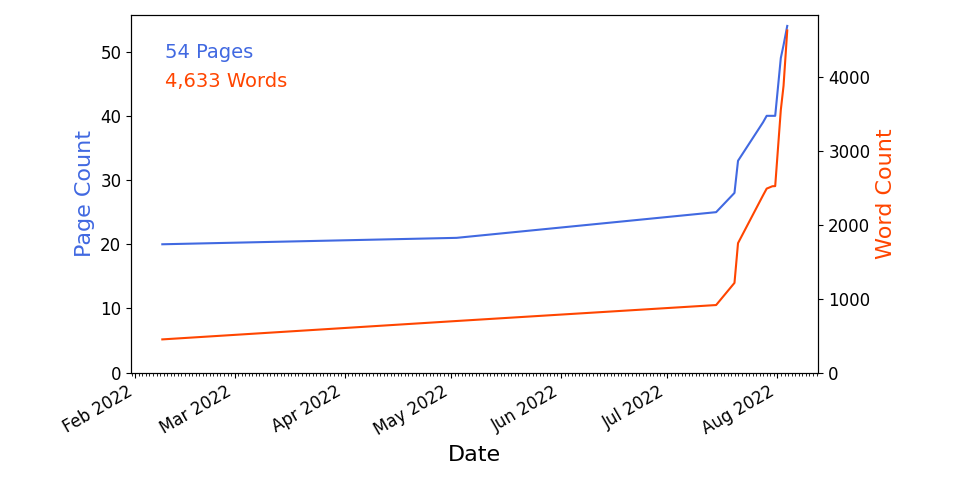 54 Pages
4,633 Words
Page Count
50
40
30
20
10
0
Word Count
4000
3000
2000
1000
0
Feb 2022
Mar 2022
Apr 2022
May 2022
Jun 2022
Jul 2022
Aug 2022
Date